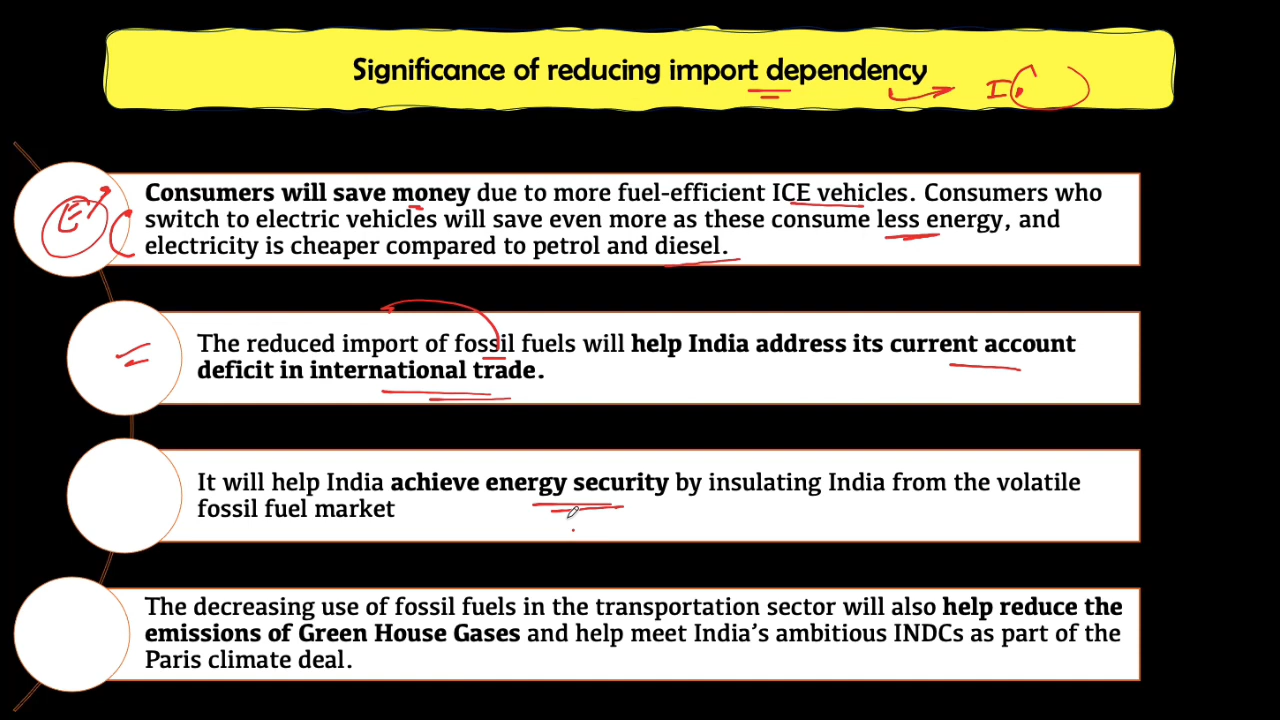 Significance of reducing import dependency
Consumers will save money due to more fuel-efficient ICE vehicles. Consumers who
switch to electric vehicles will save even more as these consume less energy, and
electricity is cheaper compared to petrol and diesel.
The reduced import of fossil fuels will help India address its current account
deficit in international trade.
It will help India achieve energy security by insulating India from the volatile
fossil fuel market
The decreasing use of fossil fuels in the transportation sector will also help reduce the
emissions of Green House Gases and help meet India's ambitious INDCs as part of the
Paris climate deal.